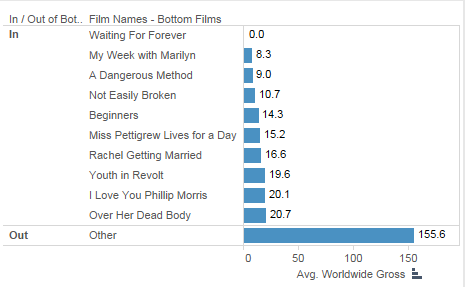 In / Out of Bot.. Film Names - Bottom Films
In Waiting For Forever 0.0
My Week with Marilyn 8.3
A Dangerous Method 9.0
Not Easily Broken 10.7
Beginners 14.3
Miss Pettigrew Lives for a Day 15.2
Rachel Getting Married 16.6
Youth in Revolt 19.6
I Love You Phillip Morris 20.1
Over Her Dead Body 20.7
Out Other 155.6
0 50 100 150
Avg. Worldwide Gross